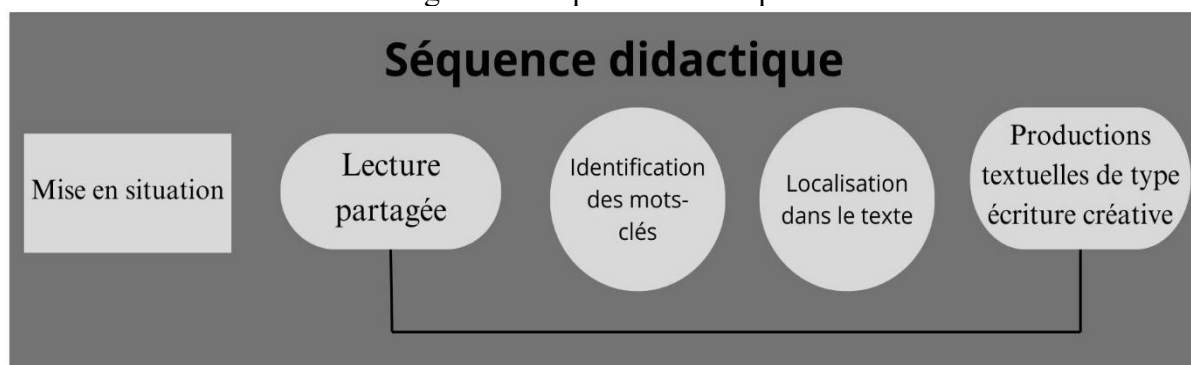 Séquence didactique
Mise en situation
Lecture
partagée
Identification
des mots-
clés
Localisation
dans le texte
Productions
textuelles de type
écriture créative